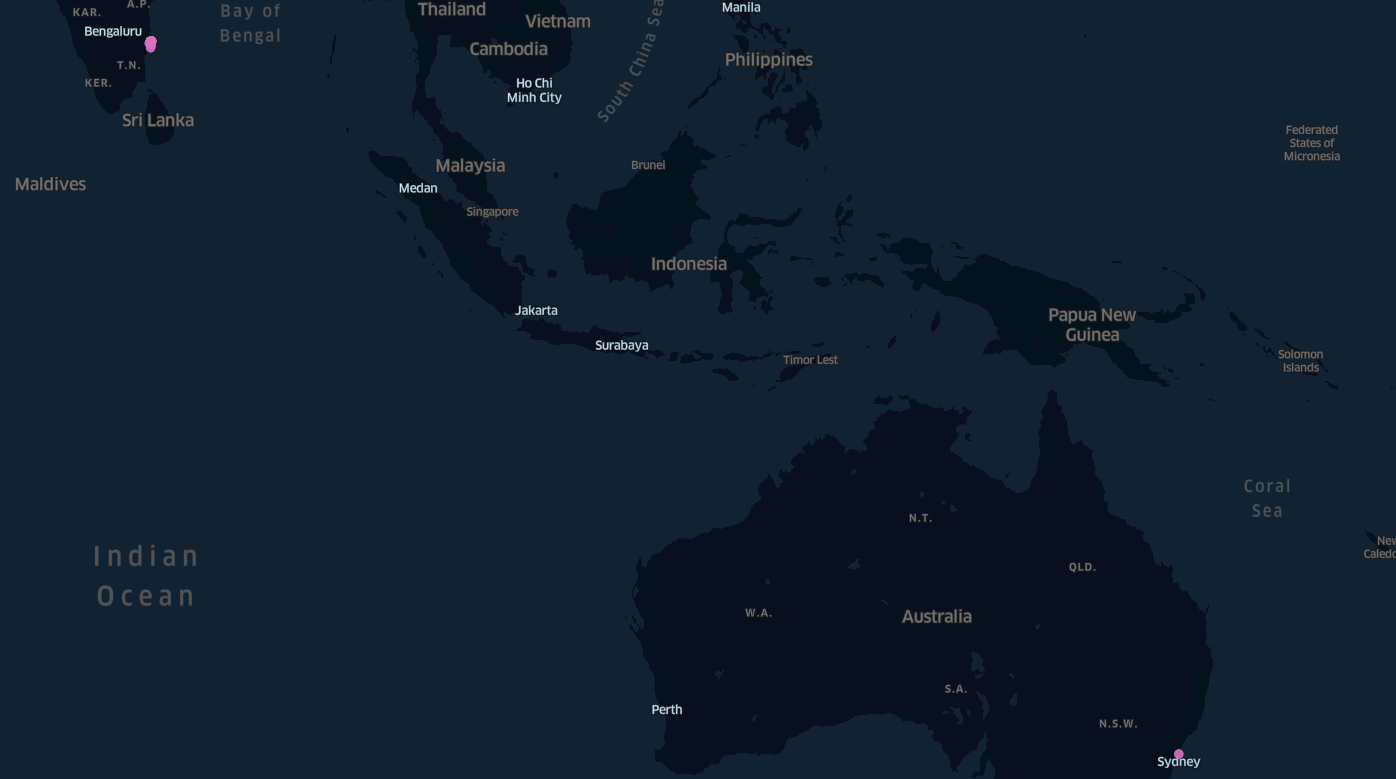 KAR.
A.P.
Bay of
Bengal
Thailand
Vietnam
South China Sea
Manila
Bengaluru
Cambodia
Philippines
T.N.
KER.
Ho Chi
Minh City
Sri Lanka
Federated
States of
Micronesia
Malaysia
Brunei
Maldives
Medan
Singapore
Indonesia
Jakarta
Papua New
Guinea
Surabaya
Timor Lest
Solomon
Islands
Coral
Sea
N.T.
Indian
Ocean
QLD.
W.A.
Australia
S.A.
Perth
N.S.W.
Sydney